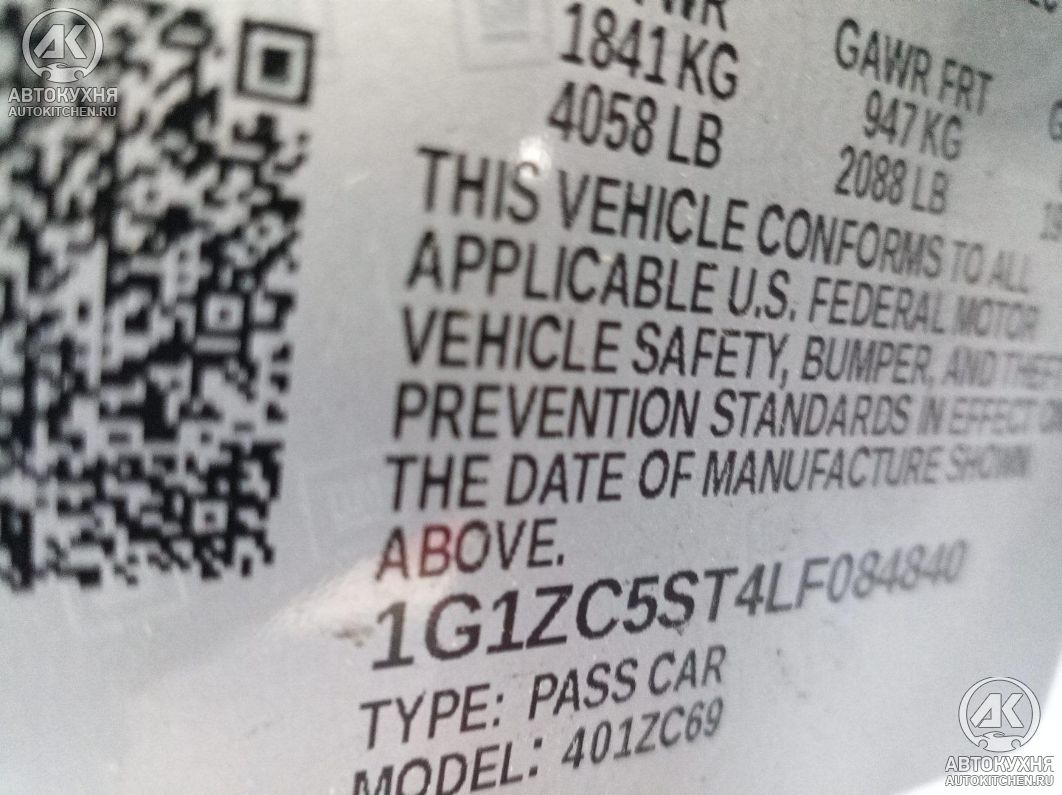 АК
АВТОКУХНЯ
AUTOKITCHEN.RU
1841 KG
4058 LB
GAWR FRT
947 KG
2088 LB
THIS VEHICLE CONFORMS TO ALL
APPLICABLE U.S. FEDERAL MOTOR
VEHICLE SAFETY, BUMPER, AND THEFT
PREVENTION STANDARDS IN EFFECT ON
THE DATE OF MANUFACTURE SHOWN
ABOVE.
1G1ZC5ST4LF084840
TYPE: PASS CAR
MODEL: 401ZC69
АК
АВТОКУХНЯ
AUTOKITCHEN.RU